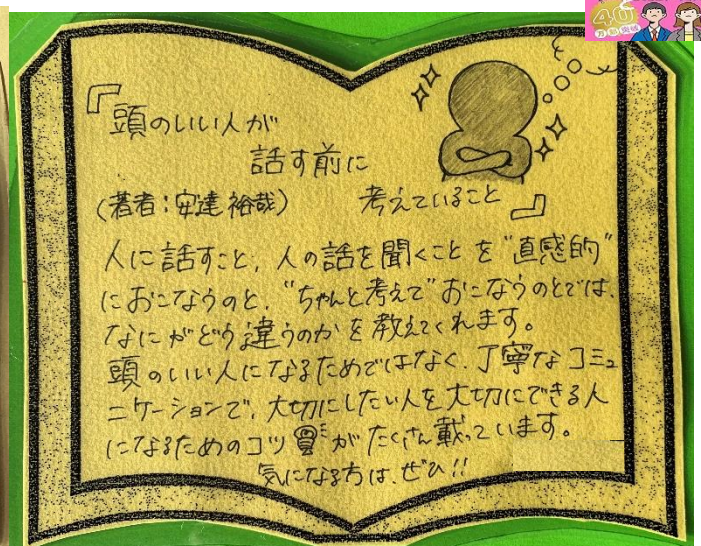 『頭のいい人が
話す前に
考えていること』
(著者：安達 裕哉)
人に話すこと、人の話を聞くことを"直感的"
におこなうのと、"ちゃんと考えて"おこなうのとでは、
なにがどう違うのかを教えてくれます。
頭のいい人になるためではなく、丁寧なコミュ
ニケーションで、大切にしたい人を大切にできる人
になるためのコツがたくさん載っています。
気になる方は、ぜひ!!